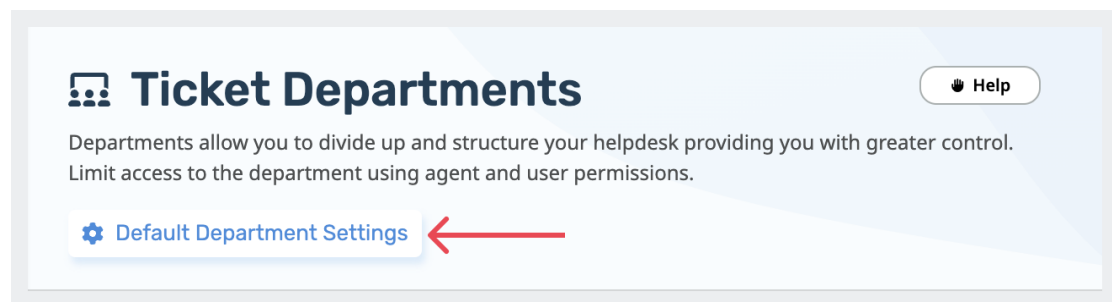 Ticket Departments
Help
Departments allow you to divide up and structure your helpdesk providing you with greater control.
Limit access to the department using agent and user permissions.
Default Department Settings